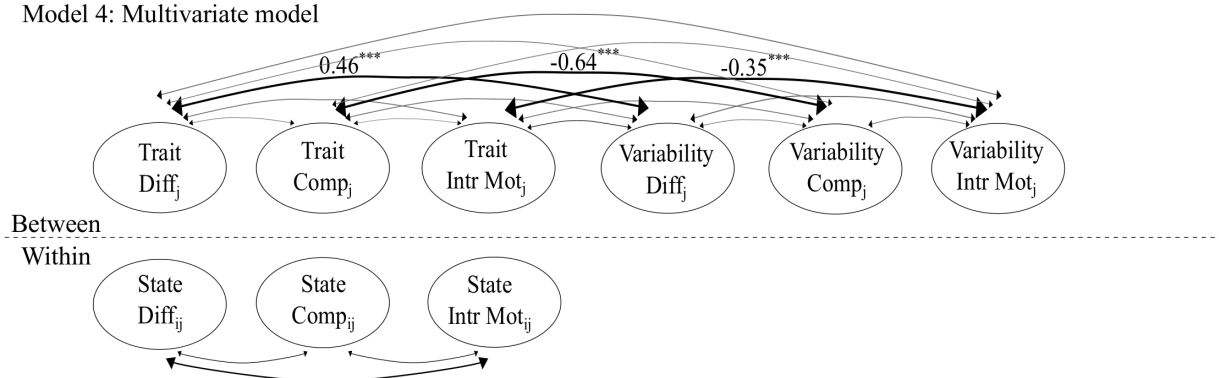 Model 4: Multivariate model
0.46***
-0.64***
-0.35***
Trait
Diffj
Trait
Compj
Trait
Intr Motj
Variability
Diffj
Variability
Compj
Variability
Intr Motj
Between
Within
State
Diffij
State
Compij
State
Intr Motij